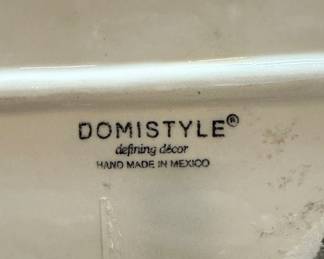 DOMISTYLE®
defining décor
HAND MADE IN MEXICO